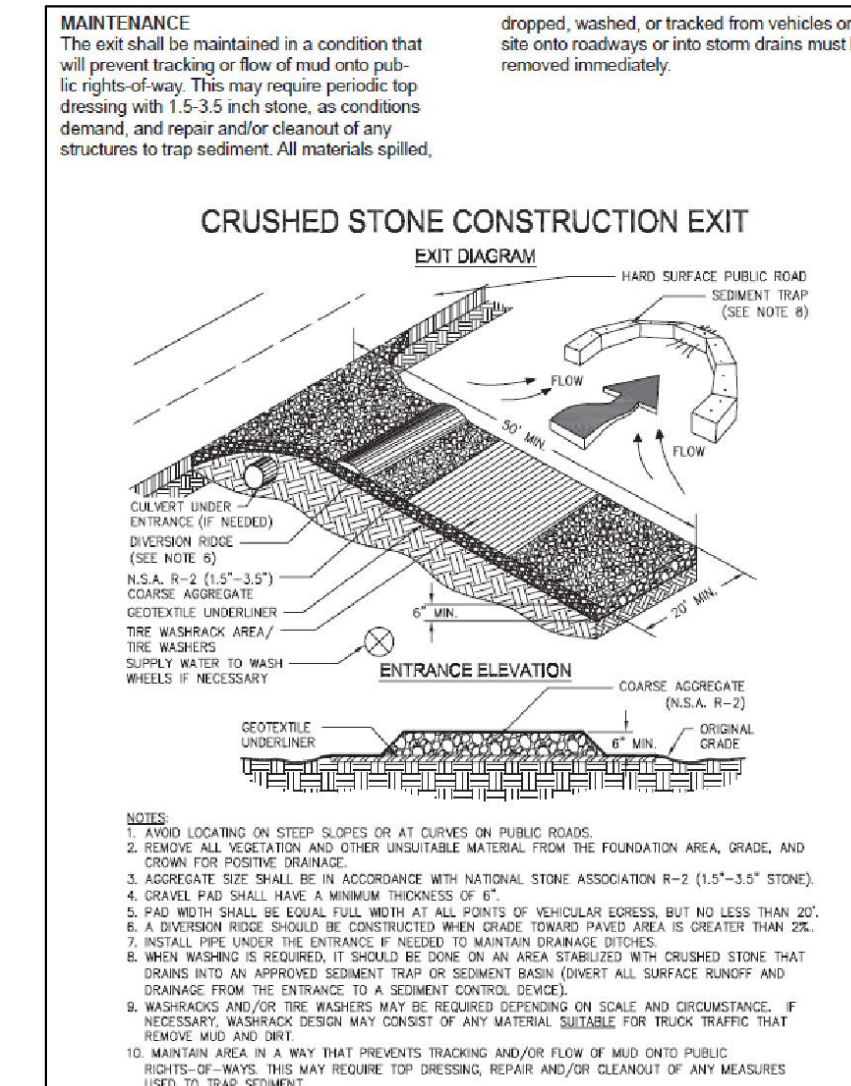 MAINTENANCE
The exit shall be maintained in a condition that
will prevent tracking or flow of mud onto pub-
lic rights-of-way. This may require periodic top
dressing with 1.5-3.5 inch stone, as conditions
demand, and repair and/or cleanout of any
structures to trap sediment. All materials spilled,
dropped, washed, or tracked from vehicles or
site onto roadways or into storm drains must
removed immediately.
CRUSHED STONE CONSTRUCTION EXIT
EXIT DIAGRAM
HARD SURFACE PUBLIC ROAD
SEDIMENT TRAP
(SEE NOTE 8)
FLOW
50' MIN.
FLOW
CULVERT UNDER
ENTRANCE (IF NEEDED)
DIVERSION RIDGE
(SEE NOTE 6)
N.S.A. R-2 (1.5"-3.5")
COARSE AGGREGATE
GEOTEXTILE UNDERLINER
TIRE WASHRACK AREA/
TIRE WASHERS
SUPPLY WATER TO WASH
WHEELS IF NECESSARY
6" MIN.
20' MIN.
ENTRANCE ELEVATION
COARSE AGGREGATE
(N.S.A. R-2)
GEOTEXTILE
UNDERLINER
6" MIN.
ORIGINAL
GRADE
NOTES:
1. AVOID LOCATING ON STEEP SLOPES OR AT CURVES ON PUBLIC ROADS.
2. REMOVE ALL VEGETATION AND OTHER UNSUITABLE MATERIAL FROM THE FOUNDATION AREA, GRADE, AND
CROWN FOR POSITIVE DRAINAGE.
3. AGGREGATE SIZE SHALL BE IN ACCORDANCE WITH NATIONAL STONE ASSOCIATION R-2 (1.5"-3.5" STONE).
4. GRAVEL PAD SHALL HAVE A MINIMUM THICKNESS OF 6".
5. PAD WIDTH SHALL BE EQUAL FULL WIDTH AT ALL POINTS OF VEHICULAR EGRESS, BUT NO LESS THAN 20'.
6. A DIVERSION RIDGE SHOULD BE CONSTRUCTED WHEN GRADE TOWARD PAVED AREA IS GREATER THAN 2%.
7. INSTALL PIPE UNDER THE ENTRANCE IF NEEDED TO MAINTAIN DRAINAGE DITCHES.
8. WHEN WASHING IS REQUIRED, IT SHOULD BE DONE ON AN AREA STABILIZED WITH CRUSHED STONE THAT
DRAINS INTO AN APPROVED SEDIMENT TRAP OR SEDIMENT BASIN (DIVERT ALL SURFACE RUNOFF AND
DRAINAGE FROM THE ENTRANCE TO A SEDIMENT CONTROL DEVICE).
9. WASHRACKS AND/OR TIRE WASHERS MAY BE REQUIRED DEPENDING ON SCALE AND CIRCUMSTANCE. IF
NECESSARY, WASHRACK DESIGN MAY CONSIST OF ANY MATERIAL SUITABLE FOR TRUCK TRAFFIC THAT
REMOVE MUD AND DIRT.
10. MAINTAIN AREA IN A WAY THAT PREVENTS TRACKING AND/OR FLOW OF MUD ONTO PUBLIC
RIGHTS-OF-WAYS. THIS MAY REQUIRE TOP DRESSING, REPAIR AND/OR CLEANOUT OF ANY MEASURES
USED TO TRAP SEDIMENT.